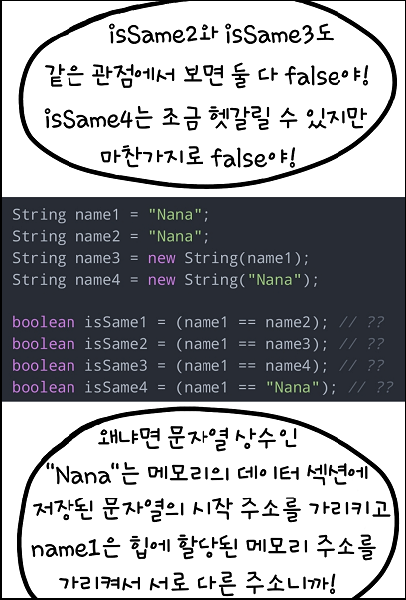 isSame2와 isSame3도
같은 관점에서 보면 둘 다 false야!
isSame4는 조금 헷갈릴 수 있지만
마찬가지로 false야!
String name1 = "Nana";
String name2 = "Nana";
String name3 = new String(name1);
String name4 = new String("Nana");
boolean isSame1 = (name1 == name2); // ??
boolean isSame2 = (name1 == name3); // ??
boolean isSame3 = (name1 == name4); // ??
boolean isSame4 = (name1 == "Nana"); // ??
왜냐면 문자열 상수인
"Nana"는 메모리의 데이터 섹션에
저장된 문자열의 시작 주소를 가리키고
name1은 힙에 할당된 메모리 주소를
가리켜서 서로 다른 주소니까!